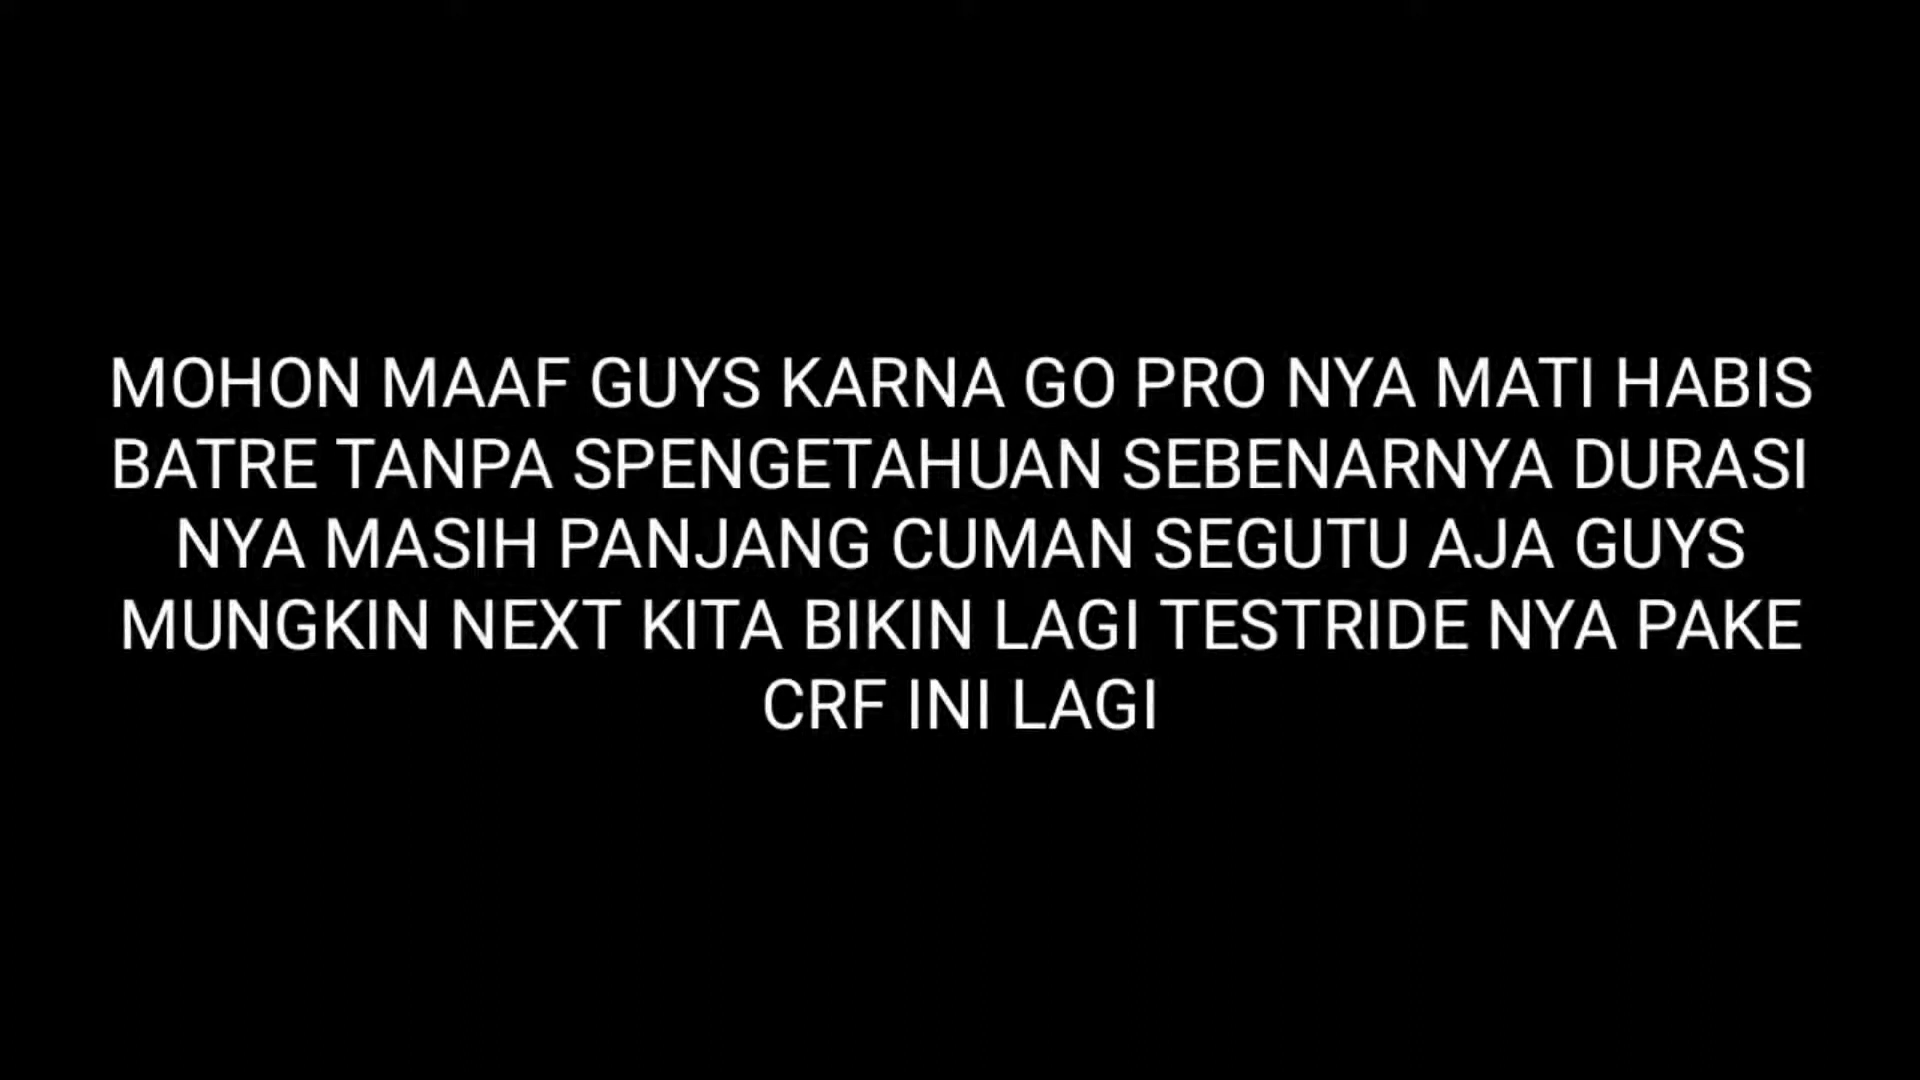 MOHON MAAF GUYS KARNA GO PRO NYA MATI HABIS
BATRE TANPA SPENGETAHUAN SEBENARNYA DURASI
NYA MASIH PANJANG CUMAN SEGUTU AJA GUYS
MUNGKIN NEXT KITA BIKIN LAGI TESTRIDE NYA PAKE
CRF INI LAGI